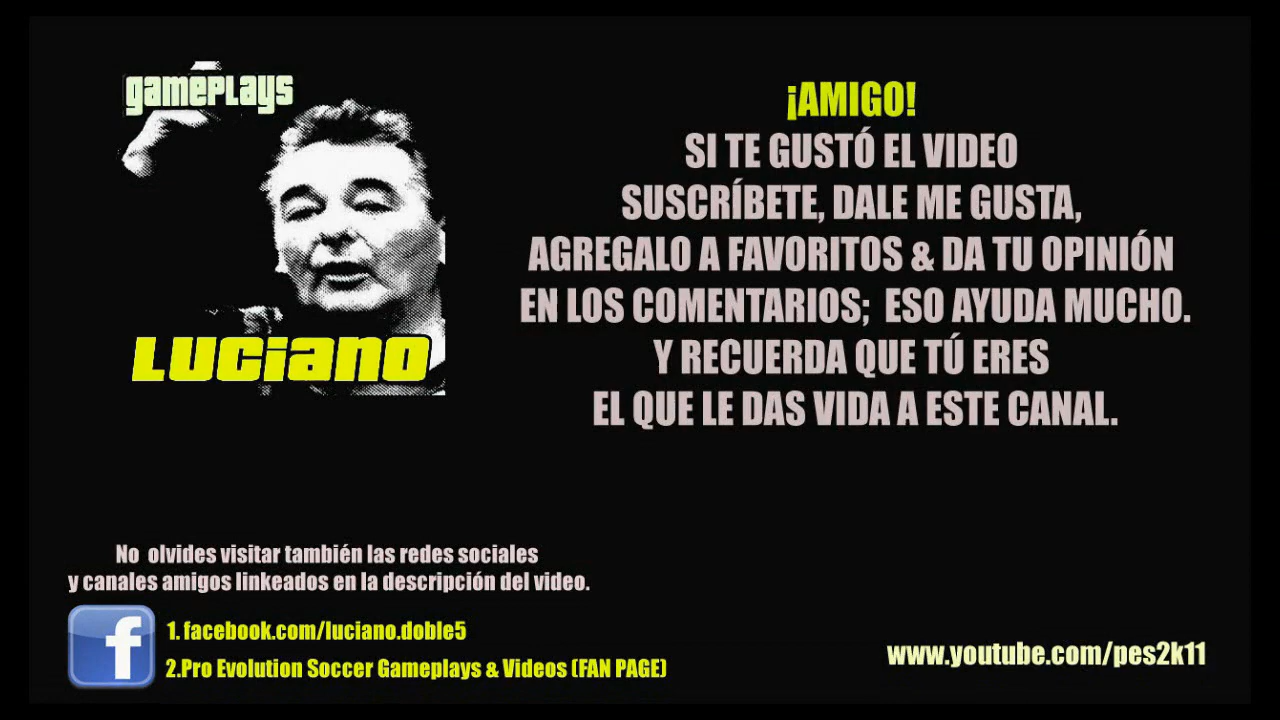 gamepLays
LUCiano
¡AMIGO!
SI TE GUSTÓ EL VIDEO
SUSCRÍBETE, DALE ME GUSTA,
AGREGALO A FAVORITOS & DA TU OPINIÓN
EN LOS COMENTARIOS; ESO AYUDA MUCHO.
Y RECUERDA QUE TÚ ERES
EL QUE LE DAS VIDA A ESTE CANAL.
No olvides visitar también las redes sociales
y canales amigos linkeados en la descripción del video.
f
1. facebook.com/luciano.doble5
2.Pro Evolution Soccer Gameplays & Videos (FAN PAGE)
www.youtube.com/pes2k11